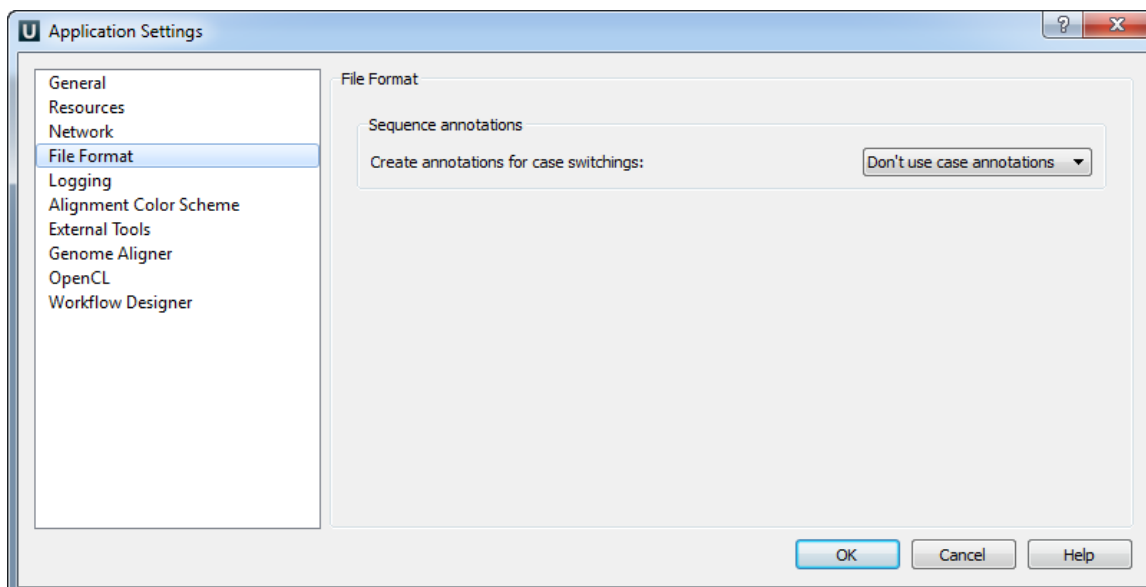 U Application Settings
?
General
Resources
Network
File Format
Logging
Alignment Color Scheme
External Tools
Genome Aligner
OpenCL
Workflow Designer
File Format
Sequence annotations
Create annotations for case switchings: Don't use case annotations
OK Cancel Help